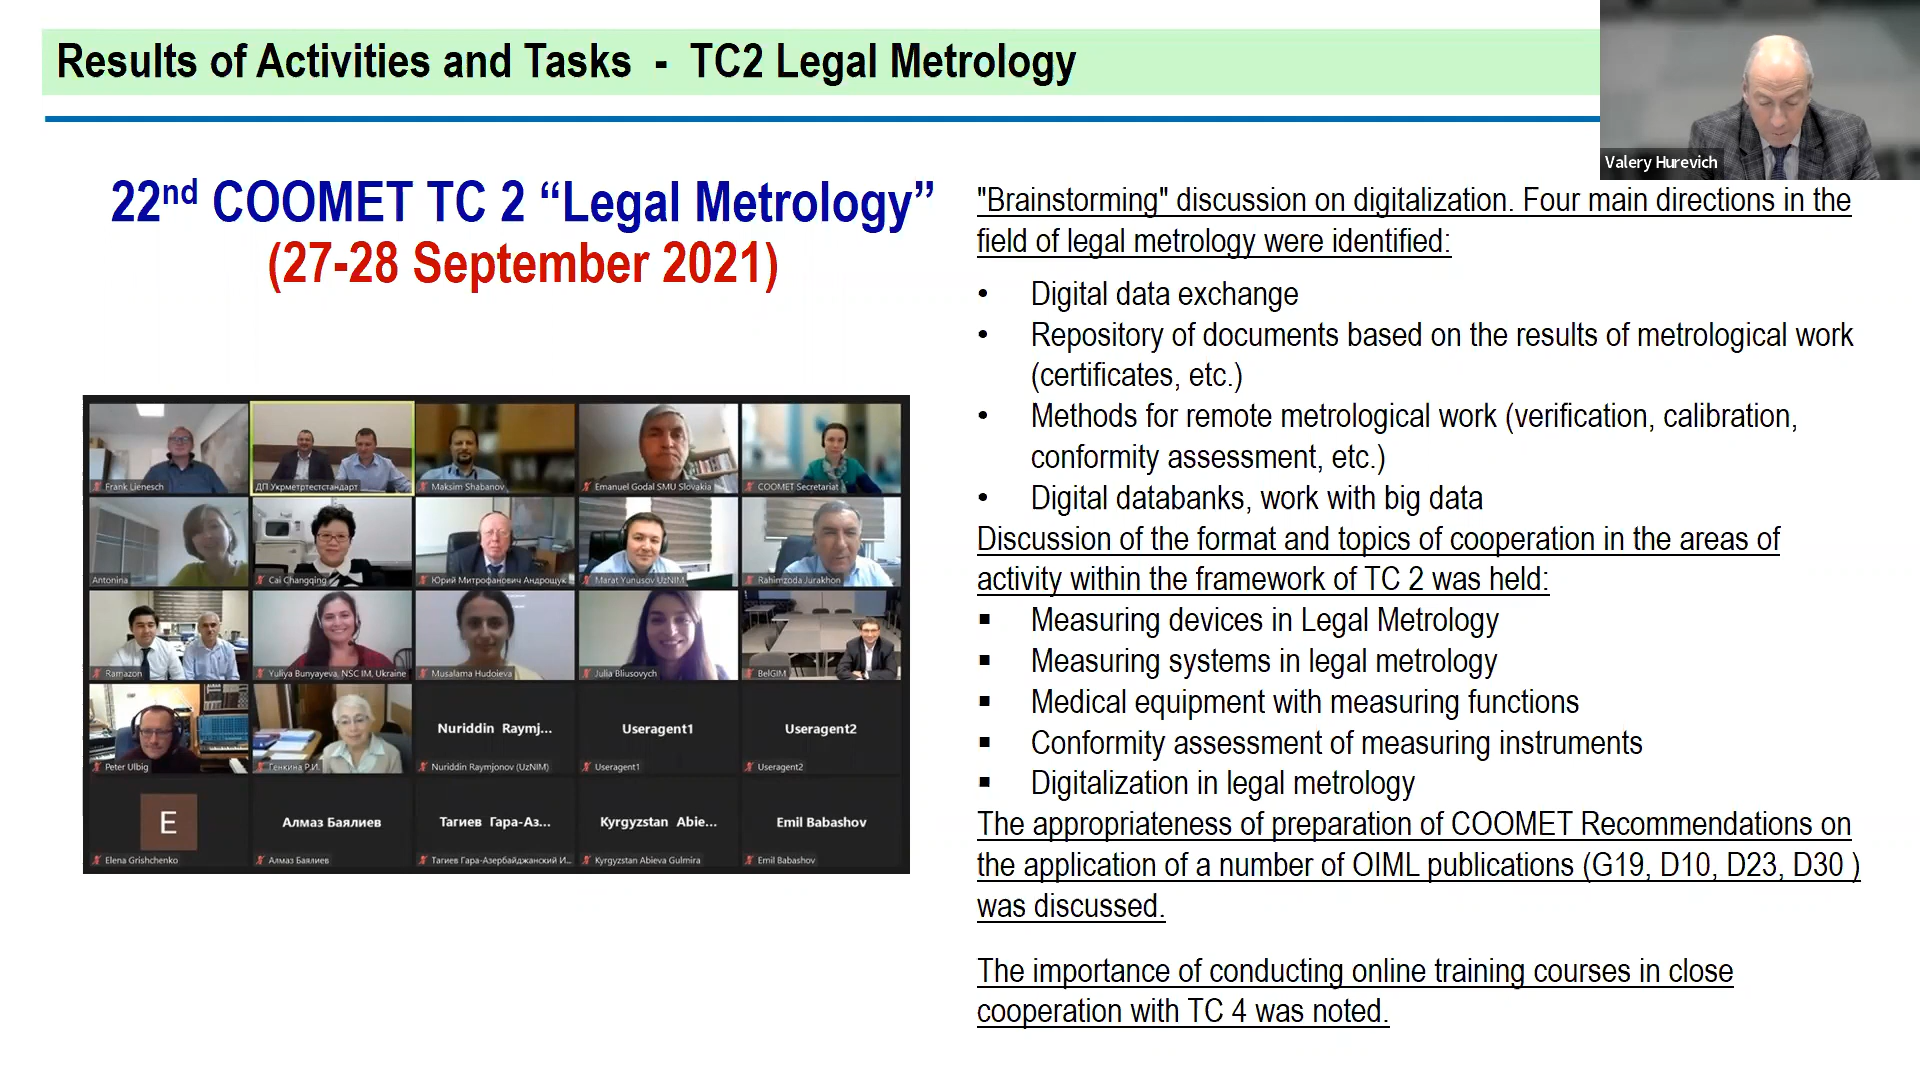 Results of Activities and Tasks - TC2 Legal Metrology
Valery Hurevich
22nd COOMET TC 2 “Legal Metrology”
(27-28 September 2021)
Frank Lienesch
ДП Укрметртестстандарт
Maksim Shabanov
Emanuel Godal SMU Slovakia
COOMET Secretariat
Antonina
Cai Changqing
Юрий Митрофанович Андрощук
Marat Yunusov UzNIM
Rahimzoda Jurakhon
Ramazon
Yuliya Bunyayeva, NSC IM, Ukraine
Musalama Hudoieva
Julia Bliusovych
BelGIM
Peter Ulbig
Генкина Р.И.
Nuriddin Raymj...
Nuriddin Raymjonov (UzNIM)
Useragent1
Useragent1
Useragent2
Useragent2
E
Elena Grishchenko
Алмаз Баялиев
Алмаз Баялиев
Тагиев Гара-Аз...
Тагиев Гара-Азербайджанский И...
Kyrgyzstan Abie...
Kyrgyzstan Abieva Gulmira
Emil Babashov
Emil Babashov
"Brainstorming" discussion on digitalization. Four main directions in the
field of legal metrology were identified:
• Digital data exchange
• Repository of documents based on the results of metrological work
(certificates, etc.)
• Methods for remote metrological work (verification, calibration,
conformity assessment, etc.)
• Digital databanks, work with big data
Discussion of the format and topics of cooperation in the areas of
activity within the framework of TC 2 was held:
▪ Measuring devices in Legal Metrology
▪ Measuring systems in legal metrology
▪ Medical equipment with measuring functions
▪ Conformity assessment of measuring instruments
▪ Digitalization in legal metrology
The appropriateness of preparation of COOMET Recommendations on
the application of a number of OIML publications (G19, D10, D23, D30 )
was discussed.
The importance of conducting online training courses in close
cooperation with TC 4 was noted.